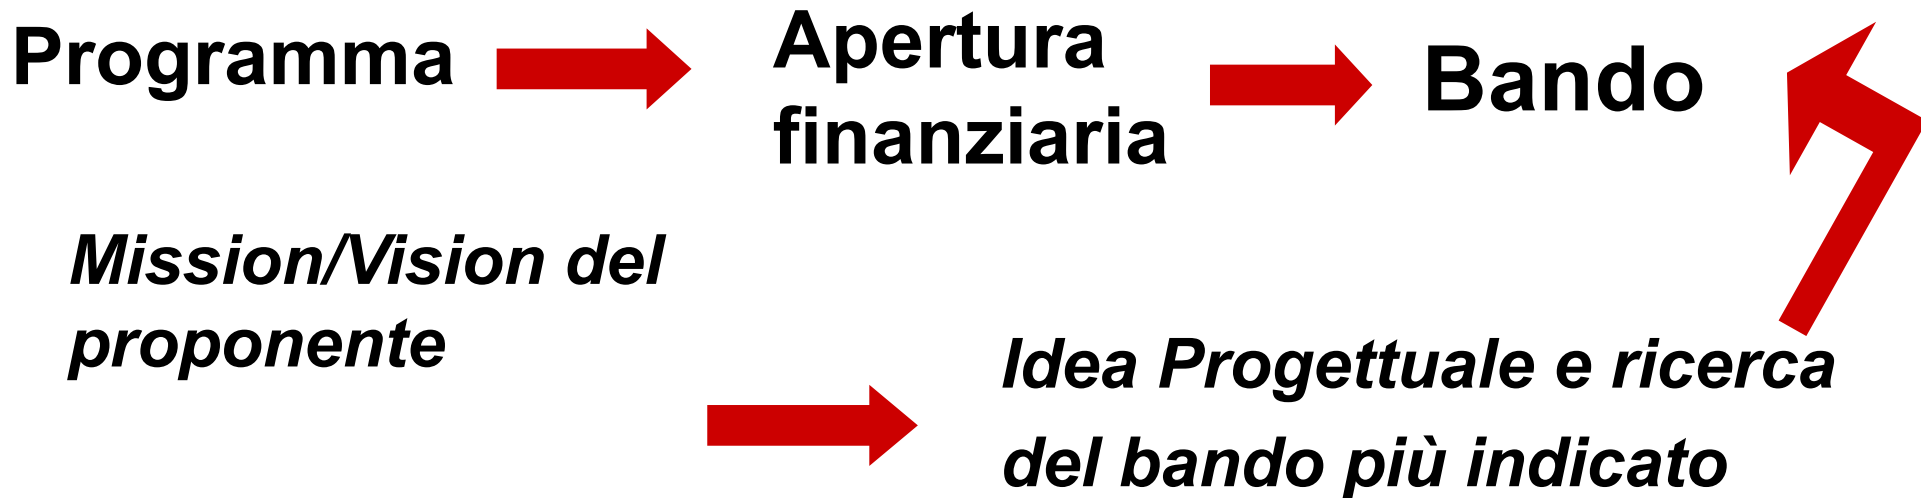 Programma
Apertura
finanziaria
Bando
Mission/Vision del
proponente
Idea Progettuale e ricerca
del bando più indicato